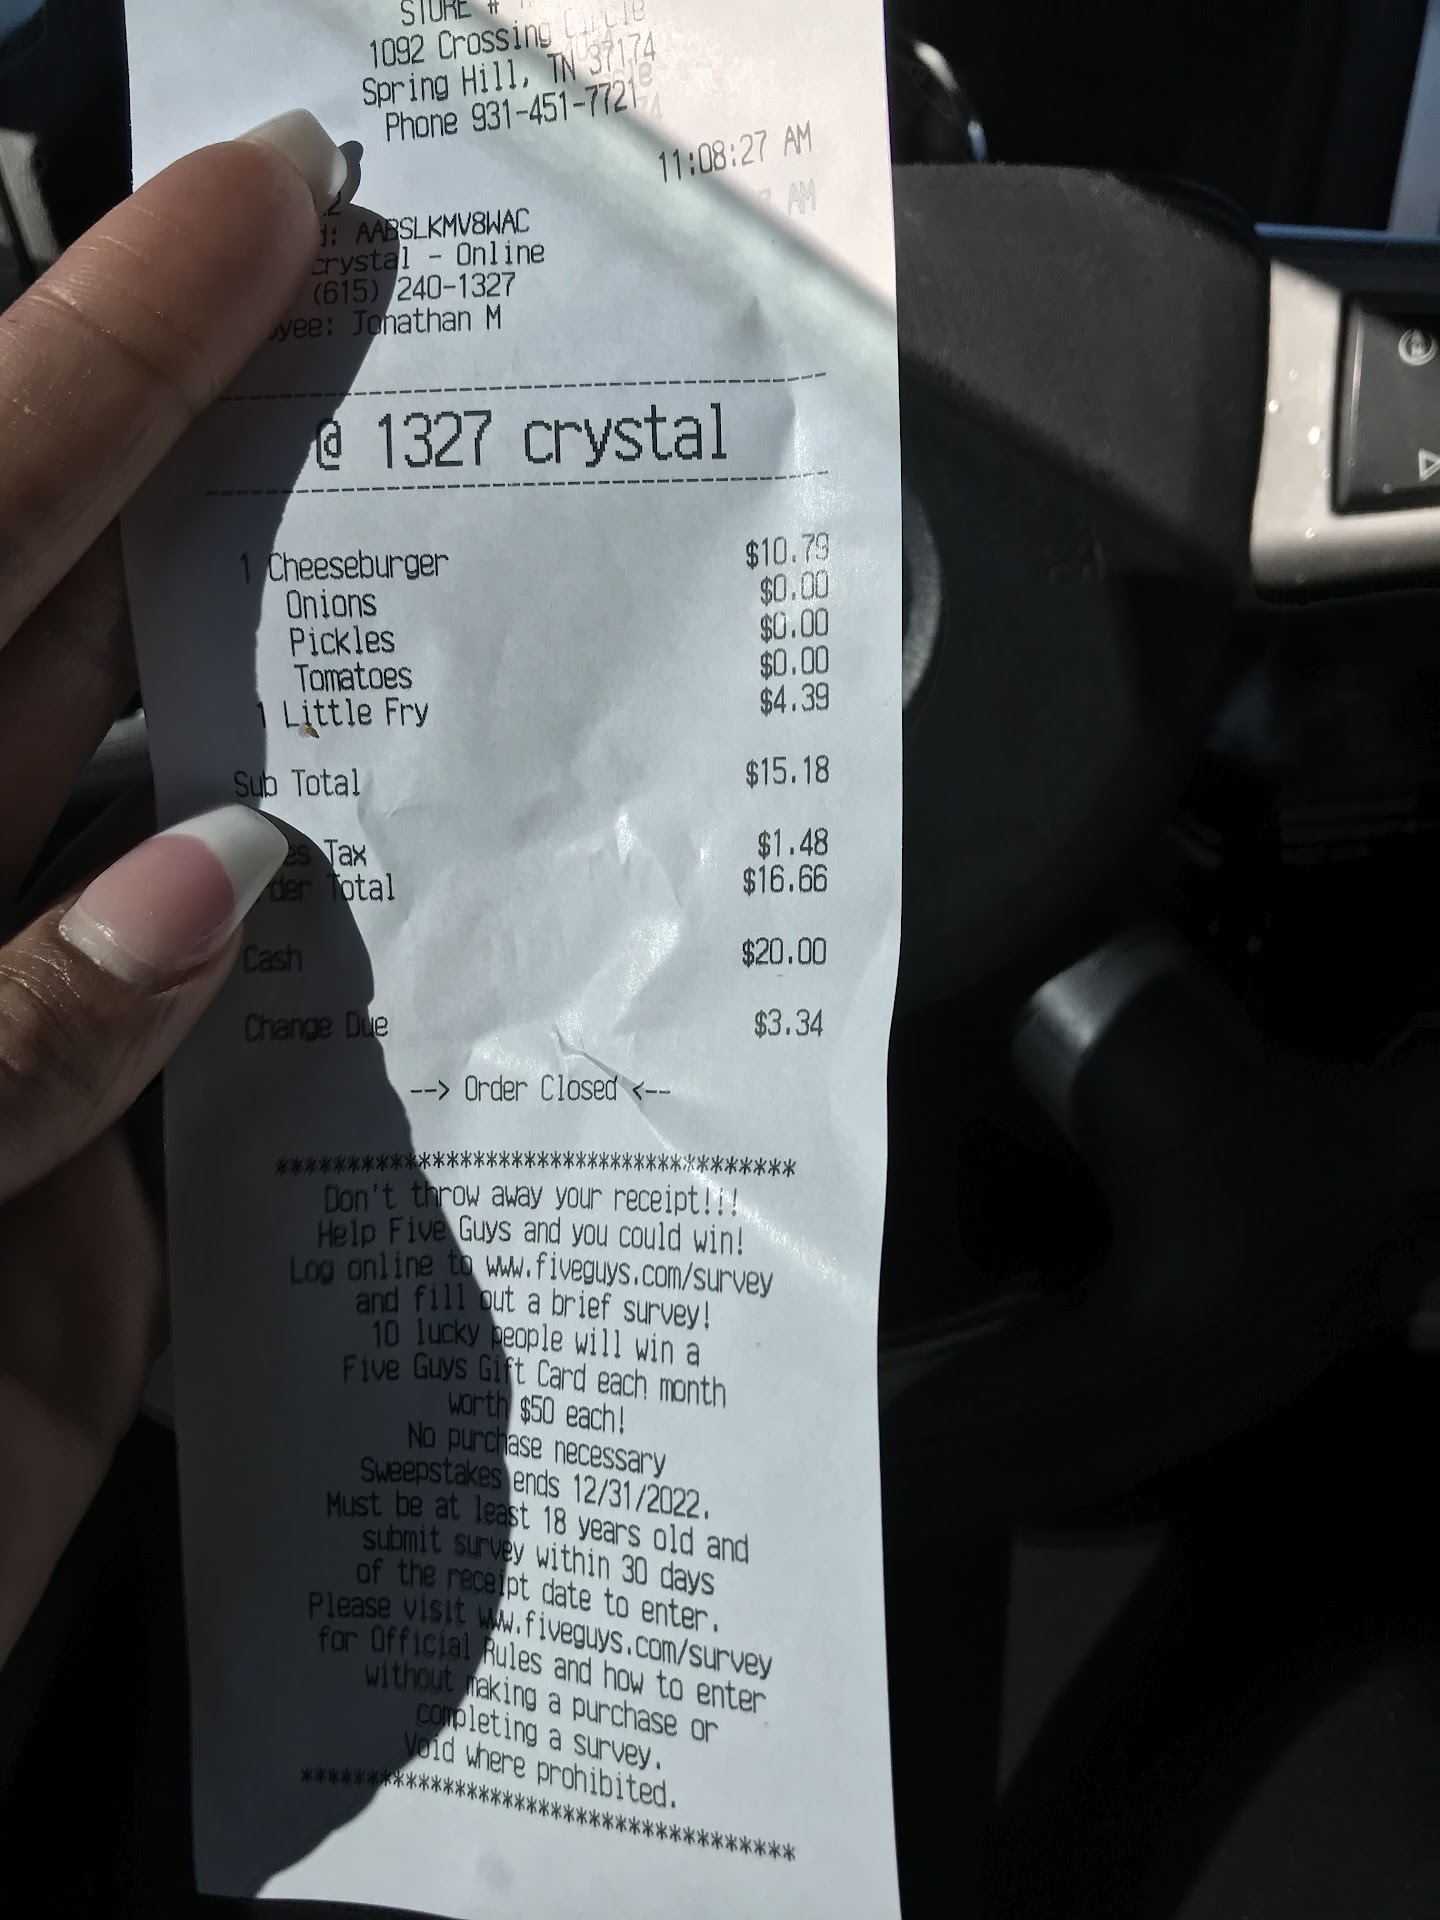 STORE #
1092 Crossing Circle
Spring Hill, TN 37174
Phone 931-451-7721
11:08:27 AM
AM
AABSLKMV8WAC
crystal - Online
(615) 240-1327
Jonathan M
@ 1327 crystal
1 Cheeseburger $10.79
Onions $0.00
Pickles $0.00
Tomatoes $0.00
1 Little Fry $4.39
Sub Total $15.18
Tax $1.48
Total $16.66
Cash $20.00
Change Due $3.34
--> Order Closed <--
****************************************
Don't throw away your receipt!!!
Help Five Guys and you could win!
Log online to www.fiveguys.com/survey
and fill out a brief survey!
10 lucky people will win a
Five Guys Gift Card each month
worth $50 each!
No purchase necessary
Sweepstakes ends 12/31/2022.
Must be at least 18 years old and
submit survey within 30 days
of the receipt date to enter.
Please visit www.fiveguys.com/survey
for Official Rules and how to enter
without making a purchase or
completing a survey.
Void where prohibited.
****************************************